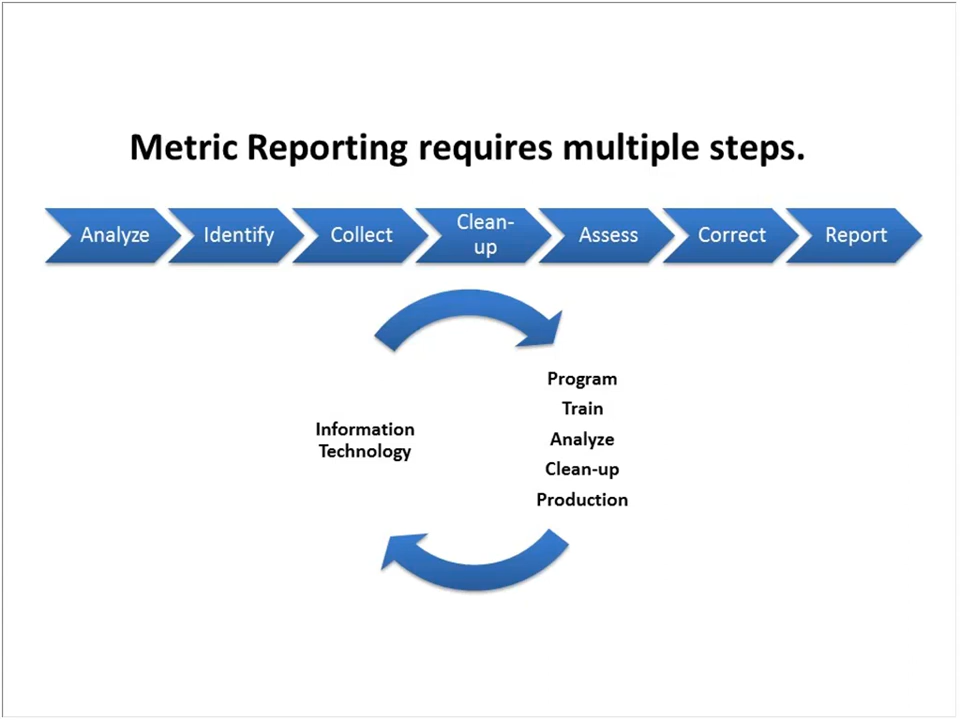 Metric Reporting requires multiple steps.
Analyze
Identify
Collect
Clean-
up
Assess
Correct
Report
Information
Technology
Program
Train
Analyze
Clean-up
Production